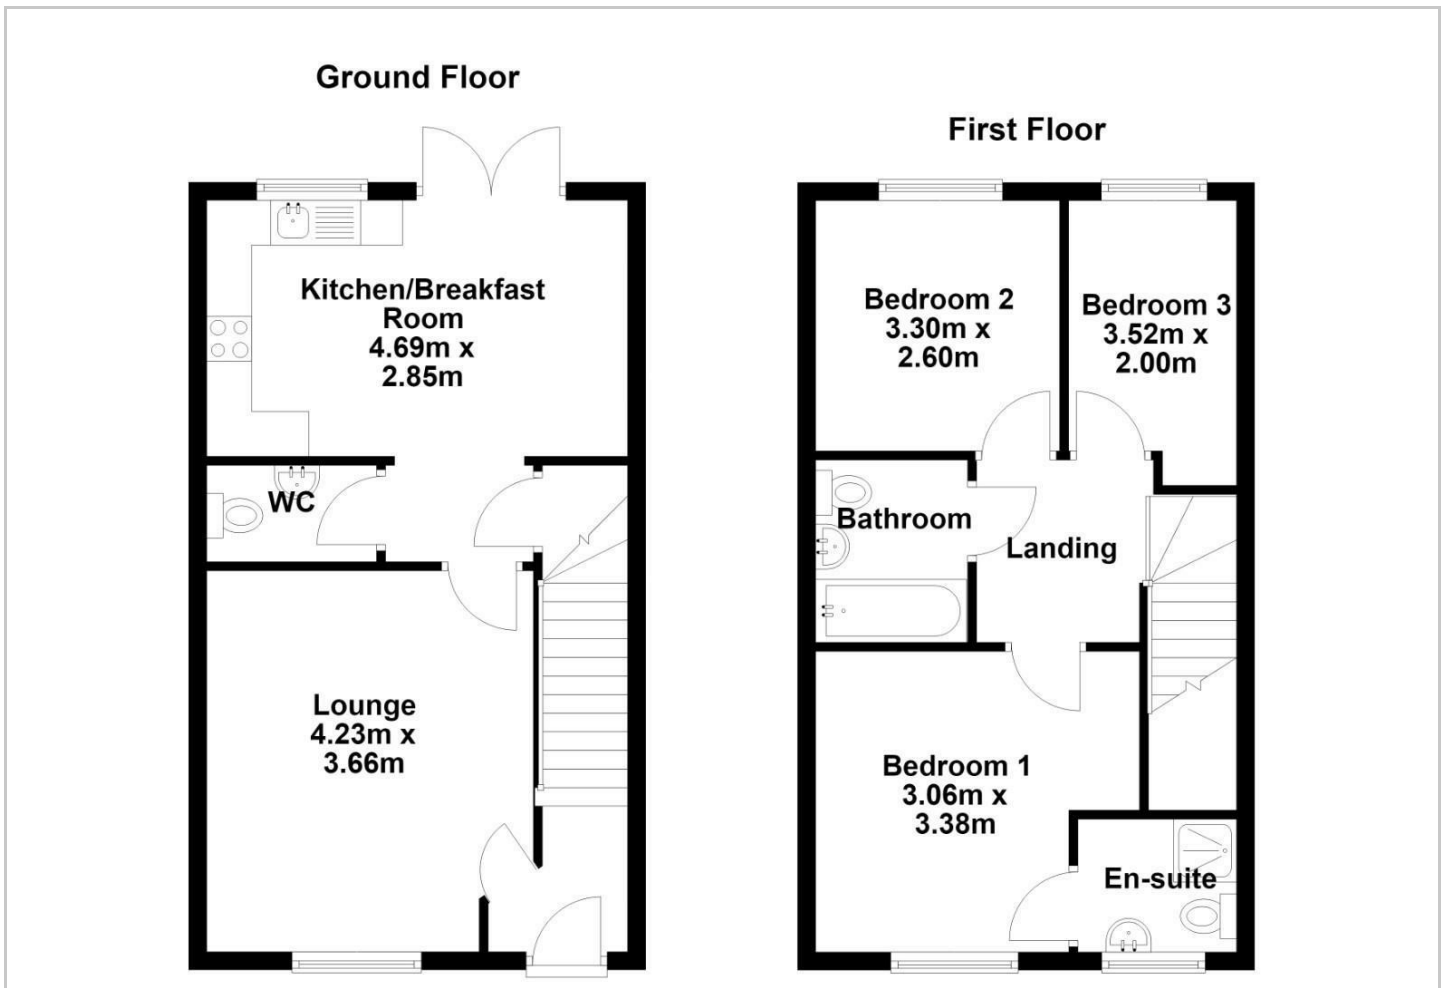 Ground Floor
Kitchen/Breakfast
Room
4.69m x
2.85m
WC
Lounge
4.23m x
3.66m
First Floor
Bedroom 2
3.30m x
2.60m
Bedroom 3
3.52m x
2.00m
Bathroom
Landing
Bedroom 1
3.06m x
3.38m
En-suite